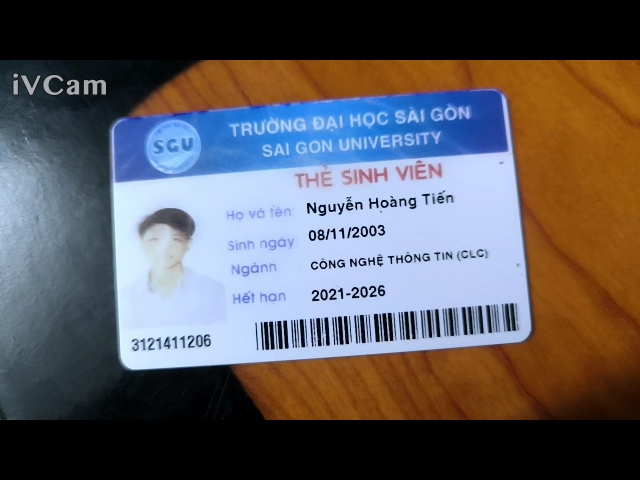 iVCam
SGU
TRƯỜNG ĐẠI HỌC SÀI GÒN
SAI GON UNIVERSITY
THẺ SINH VIÊN
Họ và tên: Nguyễn Hoàng Tiến
Sinh ngày: 08/11/2003
Ngành CÔNG NGHỆ THÔNG TIN (CLC)
Hết hạn 2021-2026
3121411206